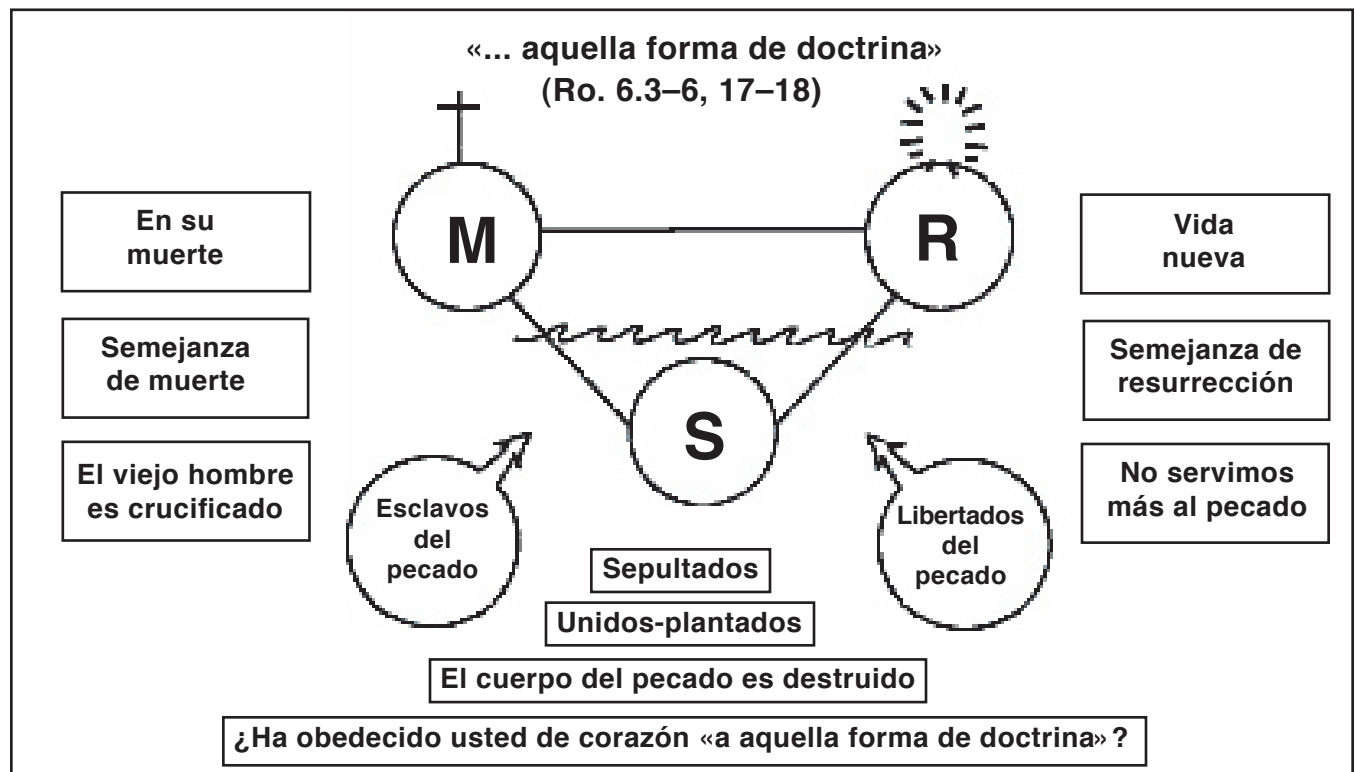 «... aquella forma de doctrina»
(Ro. 6.3–6, 17–18)
M
R
S
En su
muerte
Semejanza
de muerte
El viejo hombre
es crucificado
Vida
nueva
Semejanza de
resurrección
No servimos
más al pecado
Esclavos
del
pecado
Libertados
del
pecado
Sepultados
Unidos-plantados
El cuerpo del pecado es destruido
¿Ha obedecido usted de corazón «a aquella forma de doctrina» ?